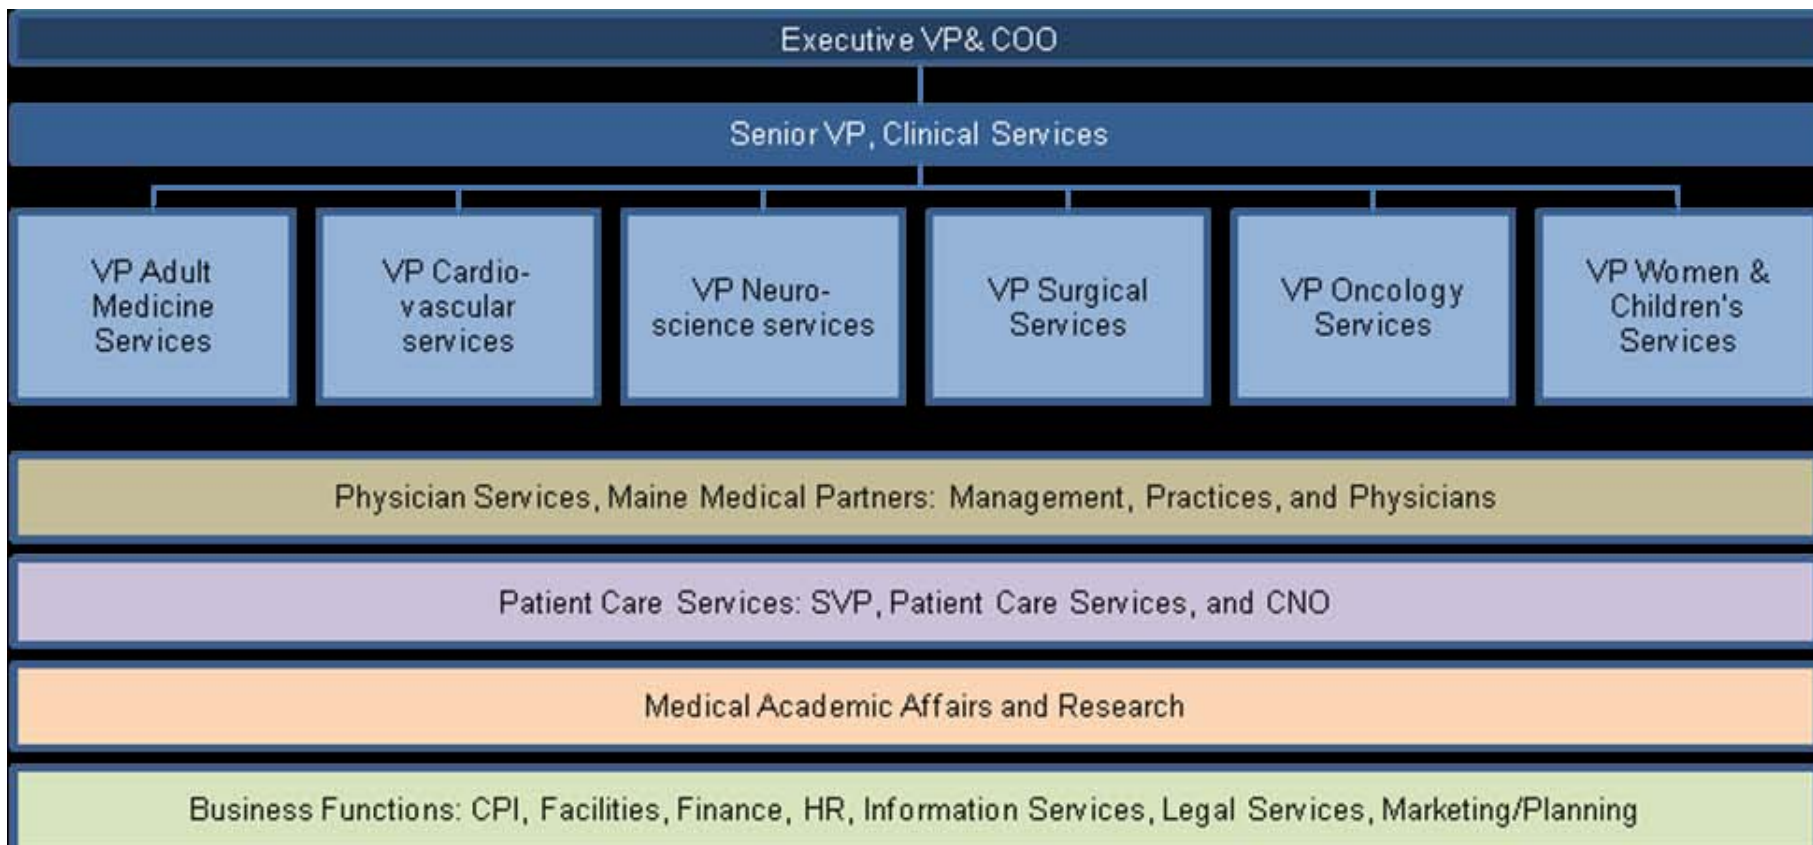 Executive VP& COO
Senior VP, Clinical Services
VP Adult
Medicine
Services
VP Cardio-
vascular
services
VP Neuro-
science services
VP Surgical
Services
VP Oncology
Services
VP Women &
Children's
Services
Physician Services, Maine Medical Partners: Management, Practices, and Physicians
Patient Care Services: SVP, Patient Care Services, and CNO
Medical Academic Affairs and Research
Business Functions: CPI, Facilities, Finance, HR, Information Services, Legal Services, Marketing/Planning